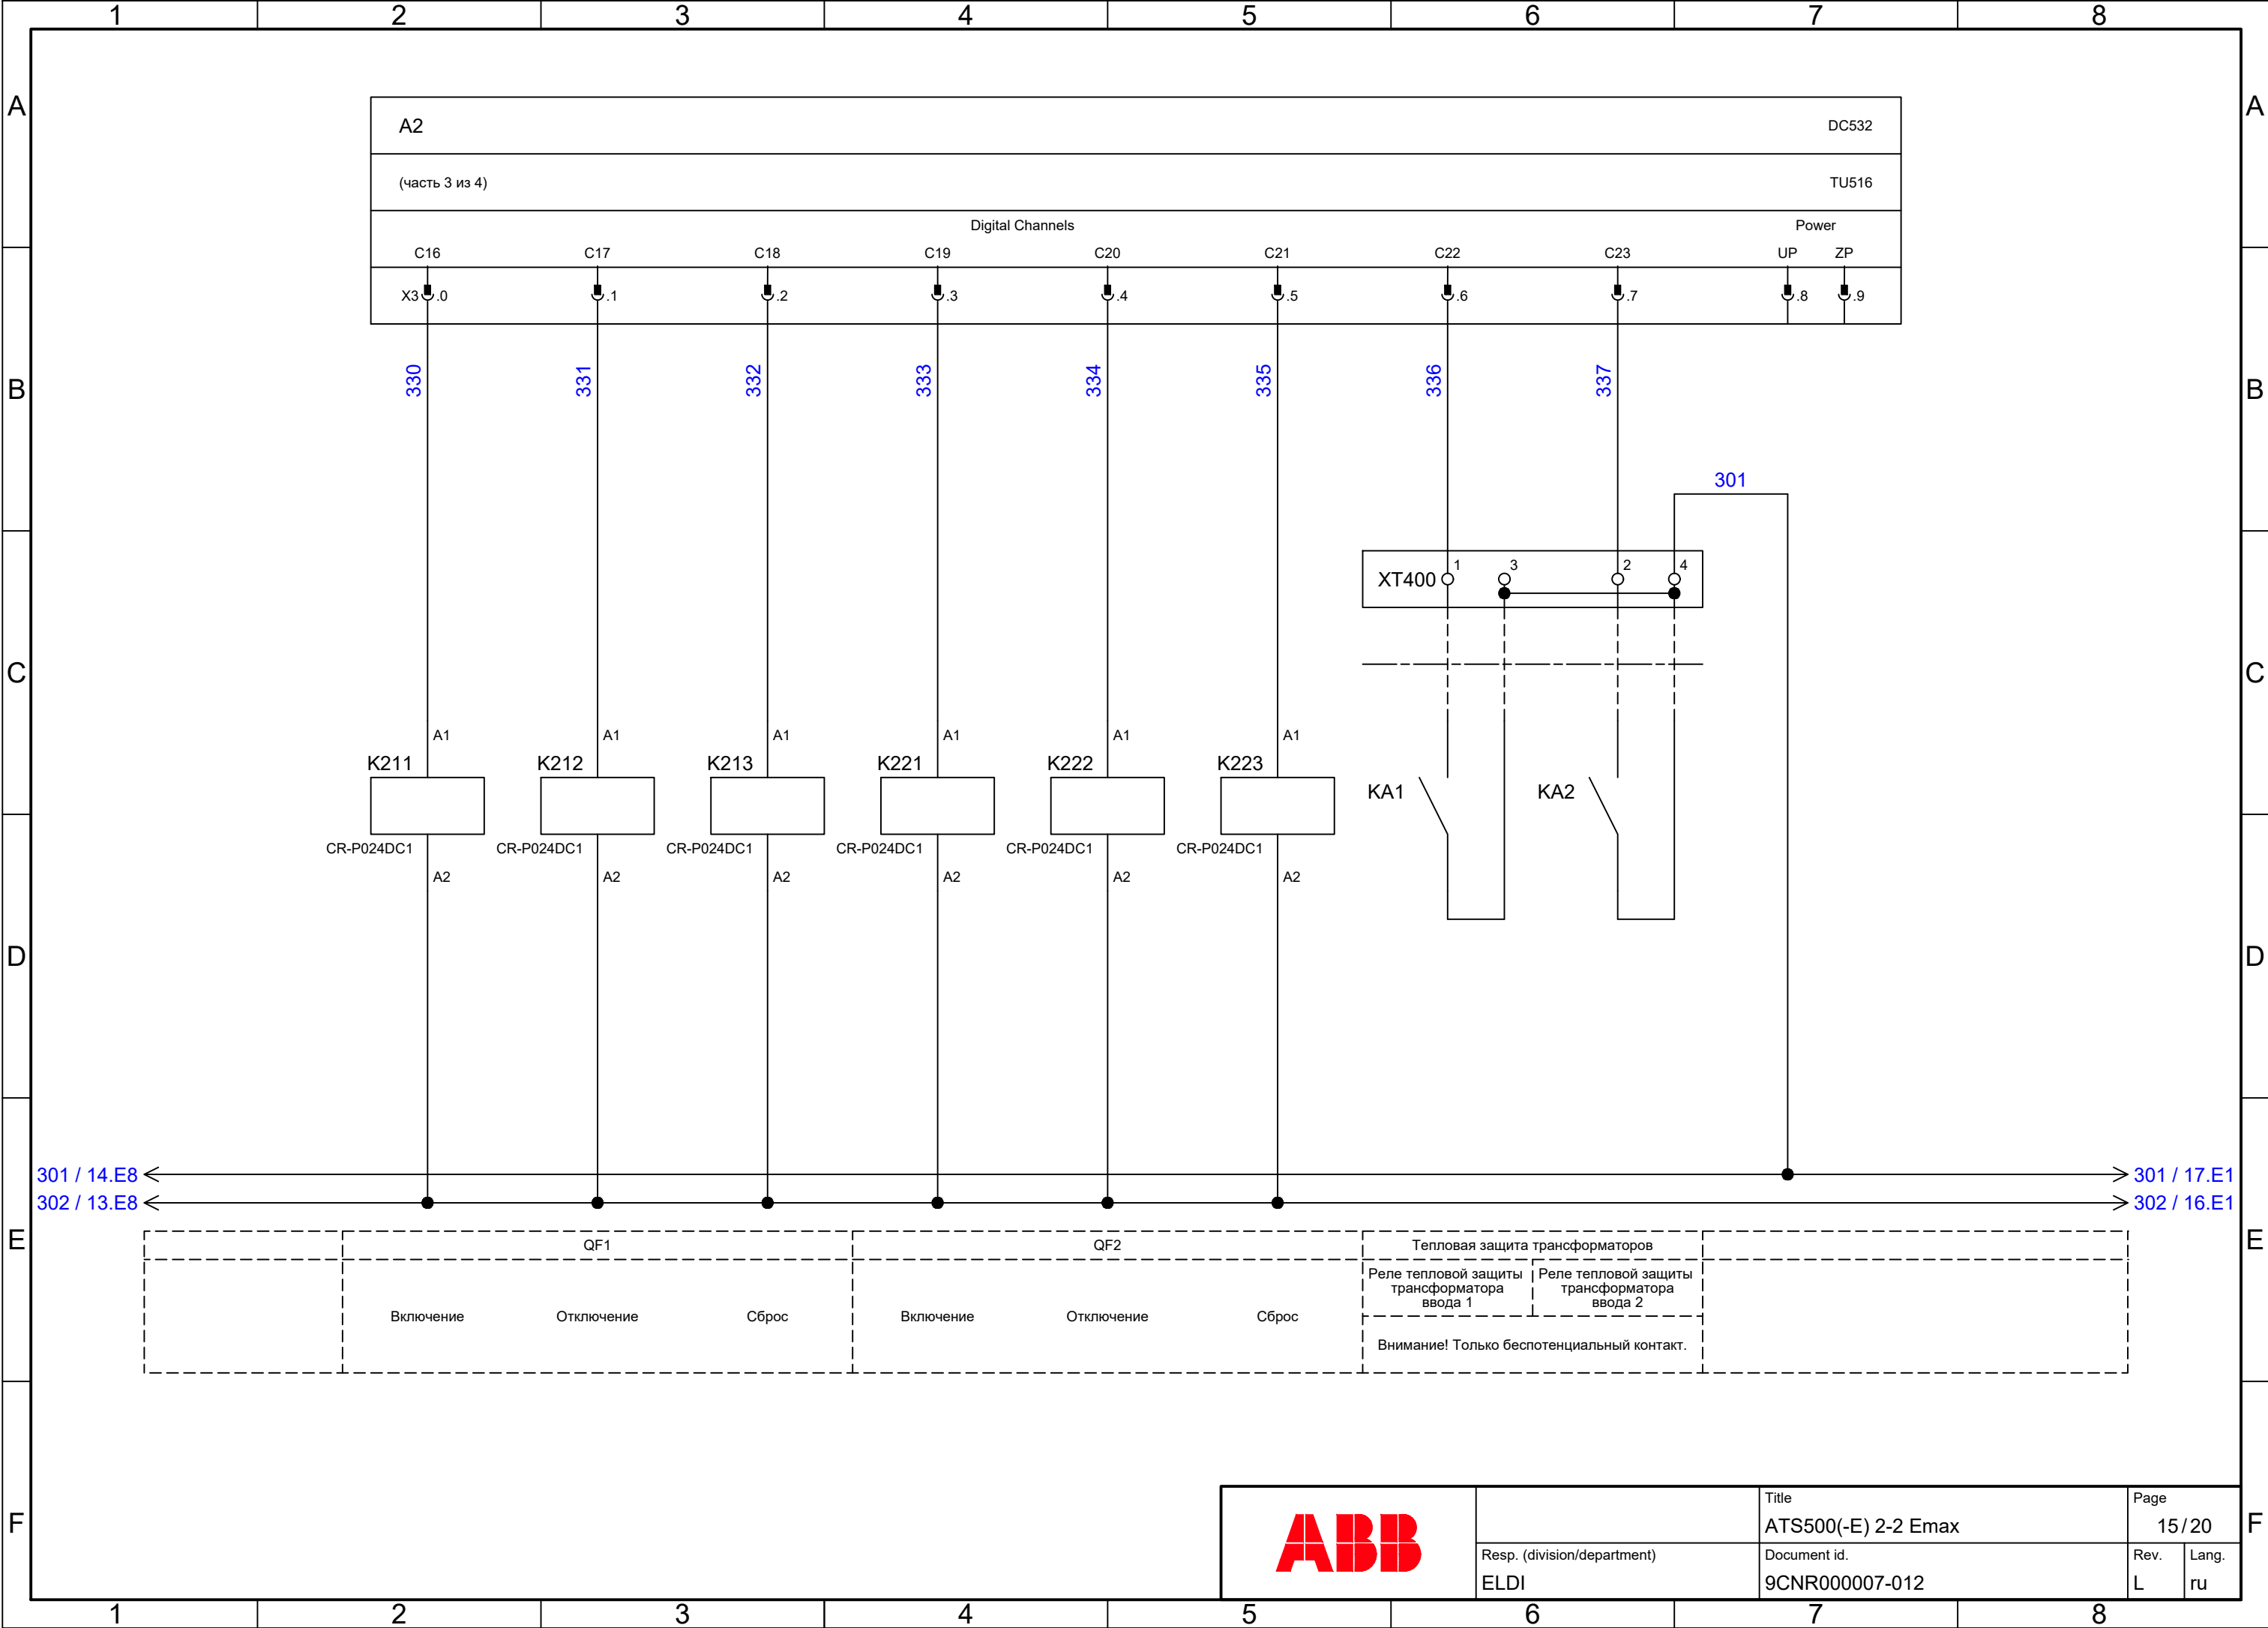 1 2 3 4 5 6 7 8
A A
A2 DC532
(часть 3 из 4) TU516
Digital Channels Power
C16 C17 C18 C19 C20 C21 C22 C23 UP ZP
X3 .0 .1 .2 .3 .4 .5 .6 .7 .8 .9
B B
330 331 332 333 334 335 336 337
301
XT400 1 3 2 4
C C
A1 A1 A1 A1 A1 A1
K211 K212 K213 K221 K222 K223
KA1 KA2
CR-P024DC1 CR-P024DC1 CR-P024DC1 CR-P024DC1 CR-P024DC1 CR-P024DC1
A2 A2 A2 A2 A2 A2
D D
301 / 14.E8 301 / 17.E1
302 / 13.E8 302 / 16.E1
E E
QF1 QF2 Тепловая защита трансформаторов
Реле тепловой защиты
трансформатора
ввода 1
Реле тепловой защиты
трансформатора
ввода 2
Включение Отключение Сброс Включение Отключение Сброс
Внимание! Только беспотенциальный контакт.
F F
ABB
Title
ATS500(-E) 2-2 Emax
Page
15/20
Resp. (division/department)
ELDI
Document id.
9CNR000007-012
Rev.
L
Lang.
ru
1 2 3 4 5 6 7 8